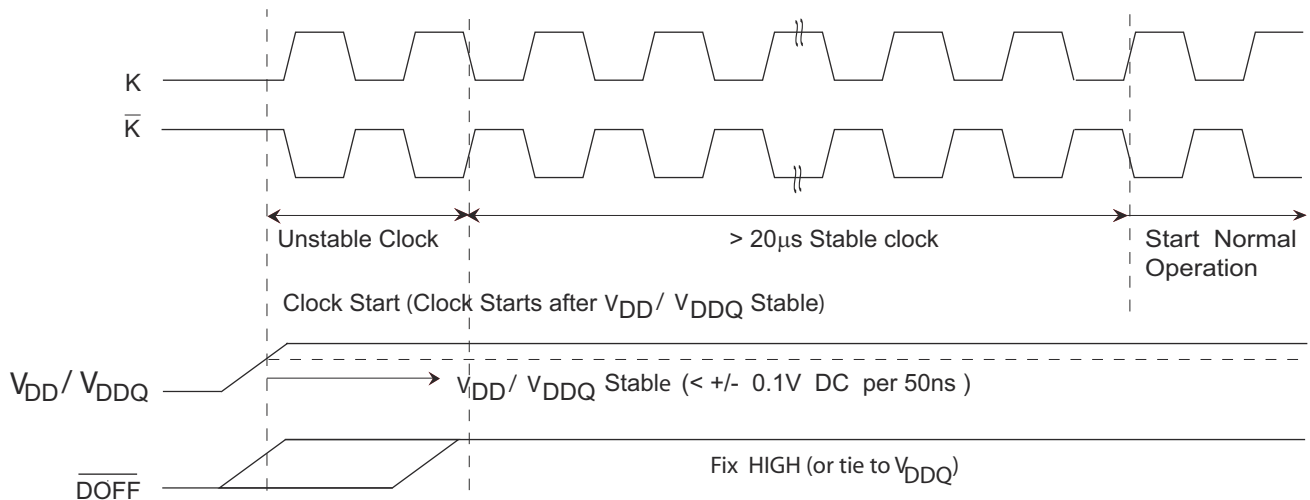 K
K̅
Unstable Clock
> 20μs Stable clock
Start Normal
Operation
Clock Start (Clock Starts after VDD / VDDQ Stable)
VDD / VDDQ
VDD / VDDQ Stable (< +/- 0.1V DC per 50ns )
Fix HIGH (or tie to VDDQ)
D̅O̅F̅F̅